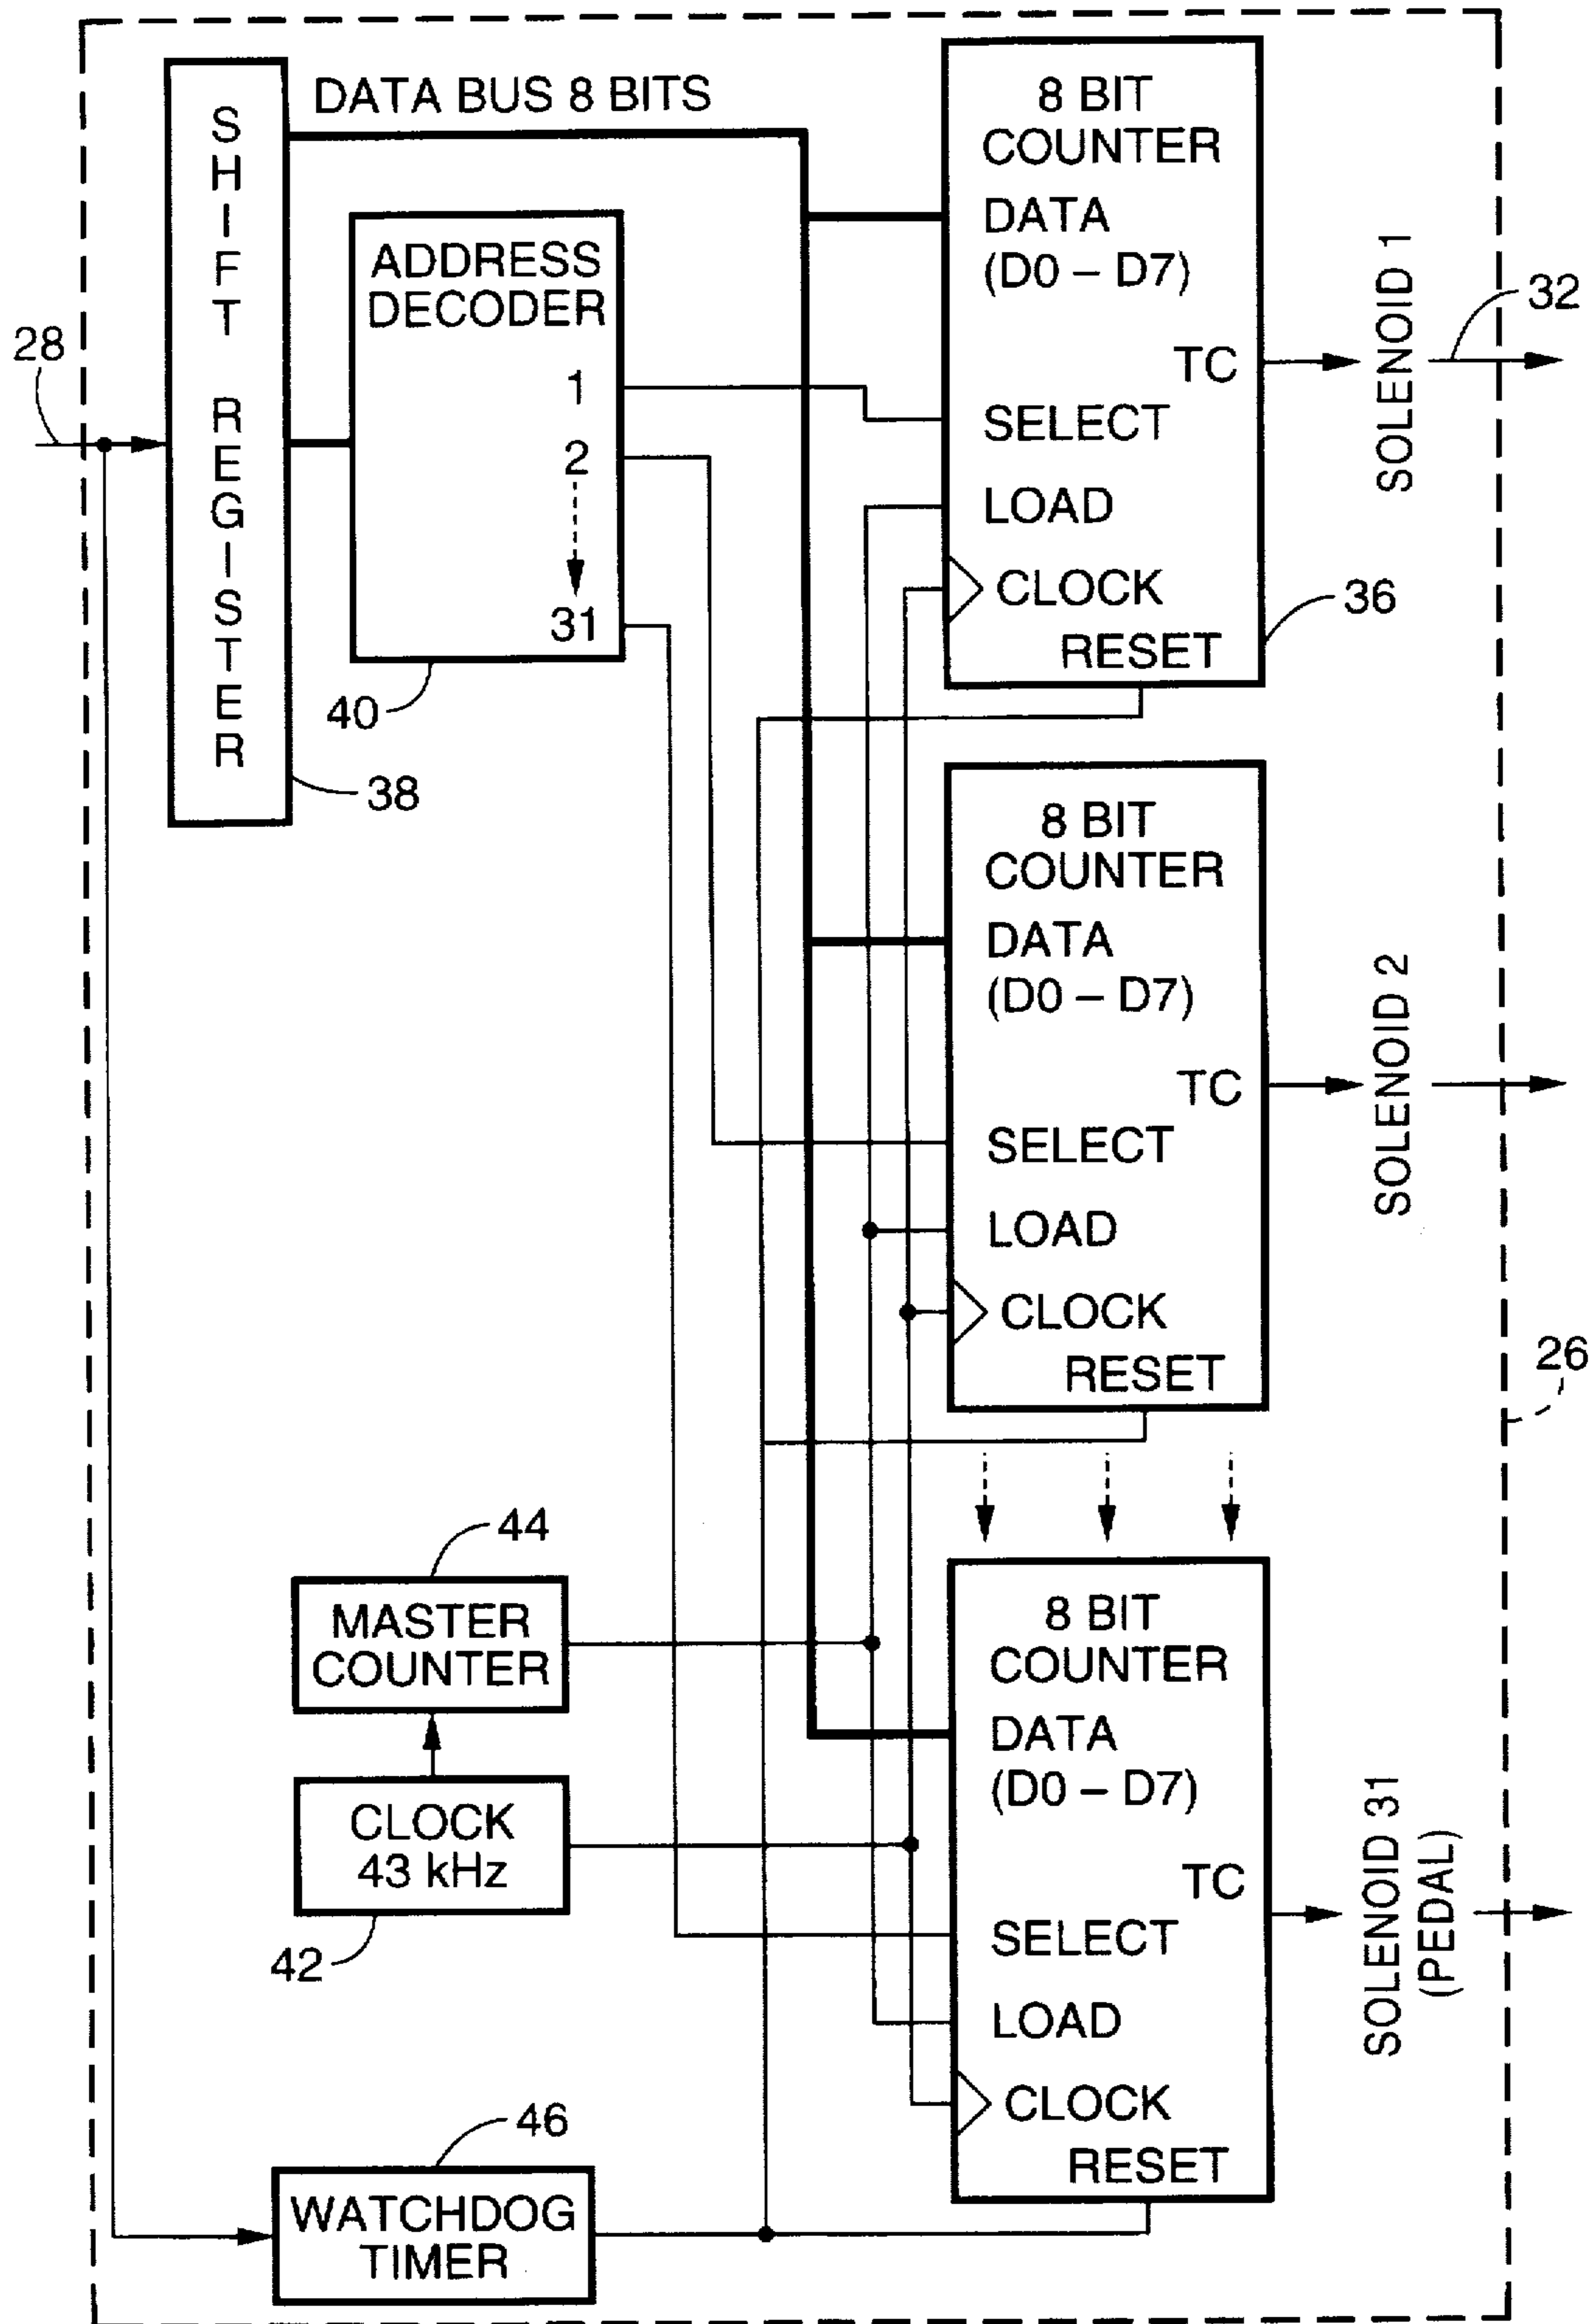 28
SHIFT REGISTER
38
DATA BUS 8 BITS
ADDRESS
DECODER
1
2
31
40
8 BIT
COUNTER
DATA
(D0 – D7)
TC
SELECT
LOAD
CLOCK
RESET
36
SOLENOID 1
32
8 BIT
COUNTER
DATA
(D0 – D7)
TC
SELECT
LOAD
CLOCK
RESET
SOLENOID 2
26
44
MASTER
COUNTER
CLOCK
43 kHz
42
8 BIT
COUNTER
DATA
(D0 – D7)
TC
SELECT
LOAD
CLOCK
RESET
SOLENOID 31
(PEDAL)
46
WATCHDOG
TIMER